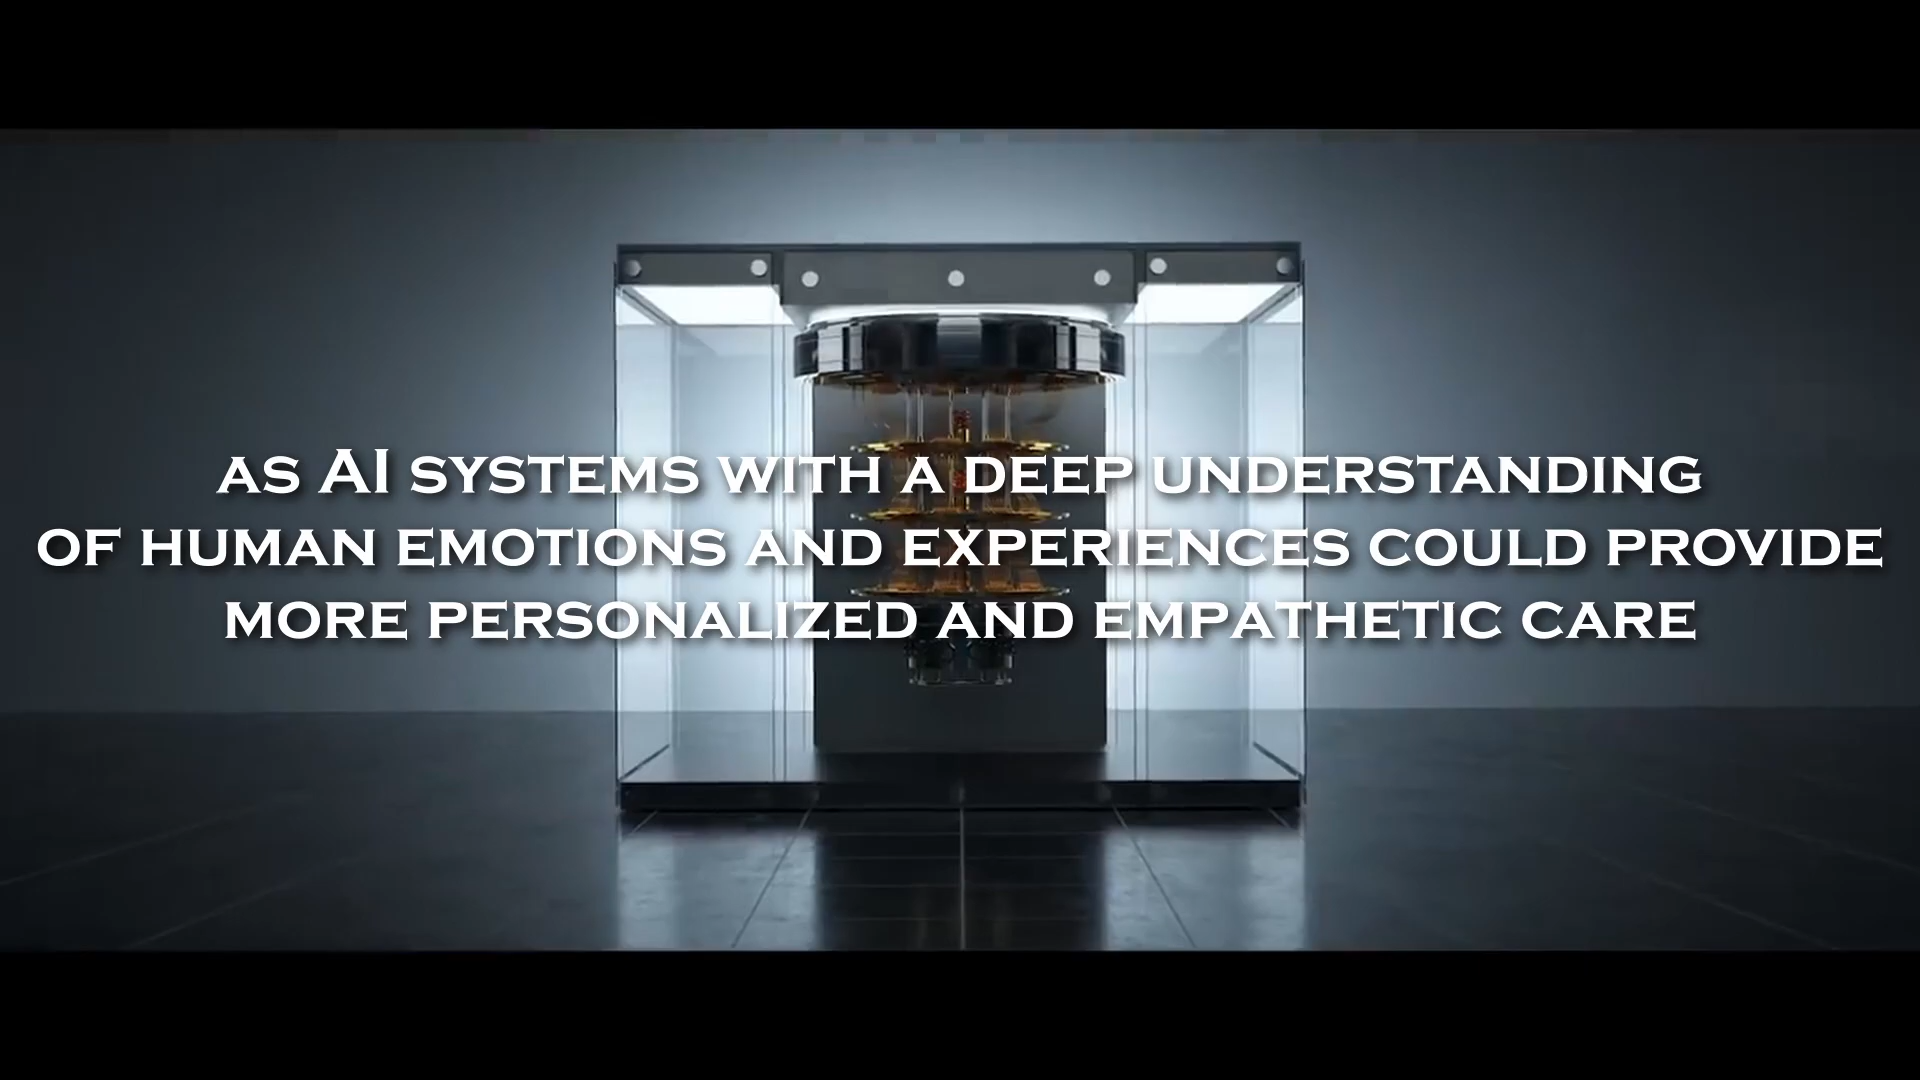 AS AI SYSTEMS WITH A DEEP UNDERSTANDING
OF HUMAN EMOTIONS AND EXPERIENCES COULD PROVIDE
MORE PERSONALIZED AND EMPATHETIC CARE